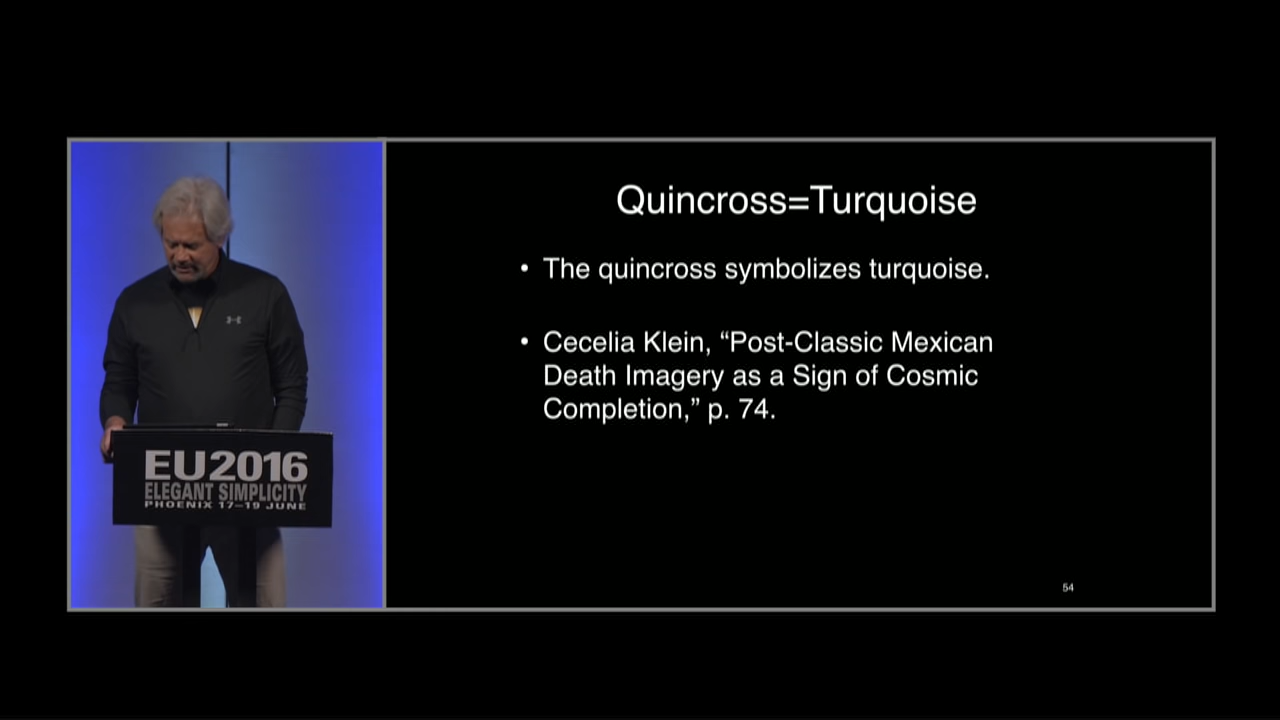 Quincross=Turquoise
• The quincross symbolizes turquoise.
• Cecelia Klein, “Post-Classic Mexican
Death Imagery as a Sign of Cosmic
Completion,” p. 74.
EU2016
ELEGANT SIMPLICITY
PHOENIX 17–19 JUNE
54